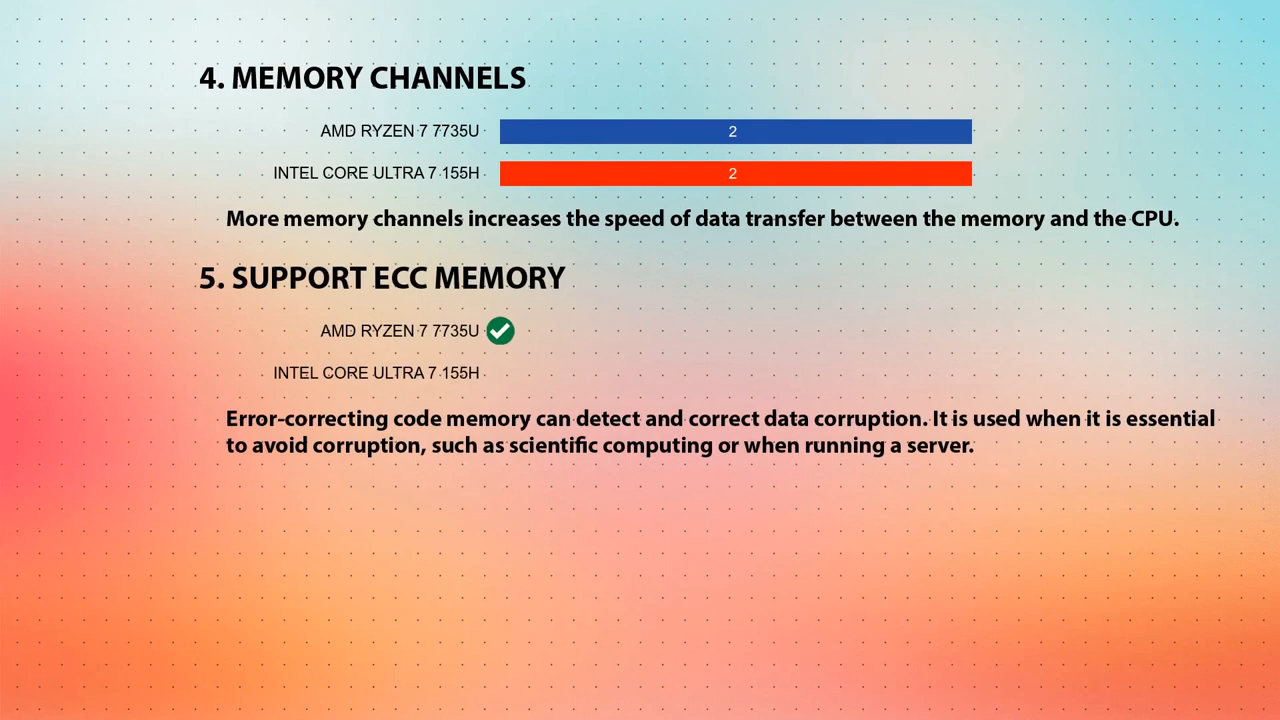 4. MEMORY CHANNELS
AMD RYZEN 7 7735U
2
INTEL CORE ULTRA 7 155H
2
More memory channels increases the speed of data transfer between the memory and the CPU.
5. SUPPORT ECC MEMORY
AMD RYZEN 7 7735U
INTEL CORE ULTRA 7 155H
Error-correcting code memory can detect and correct data corruption. It is used when it is essential
to avoid corruption, such as scientific computing or when running a server.